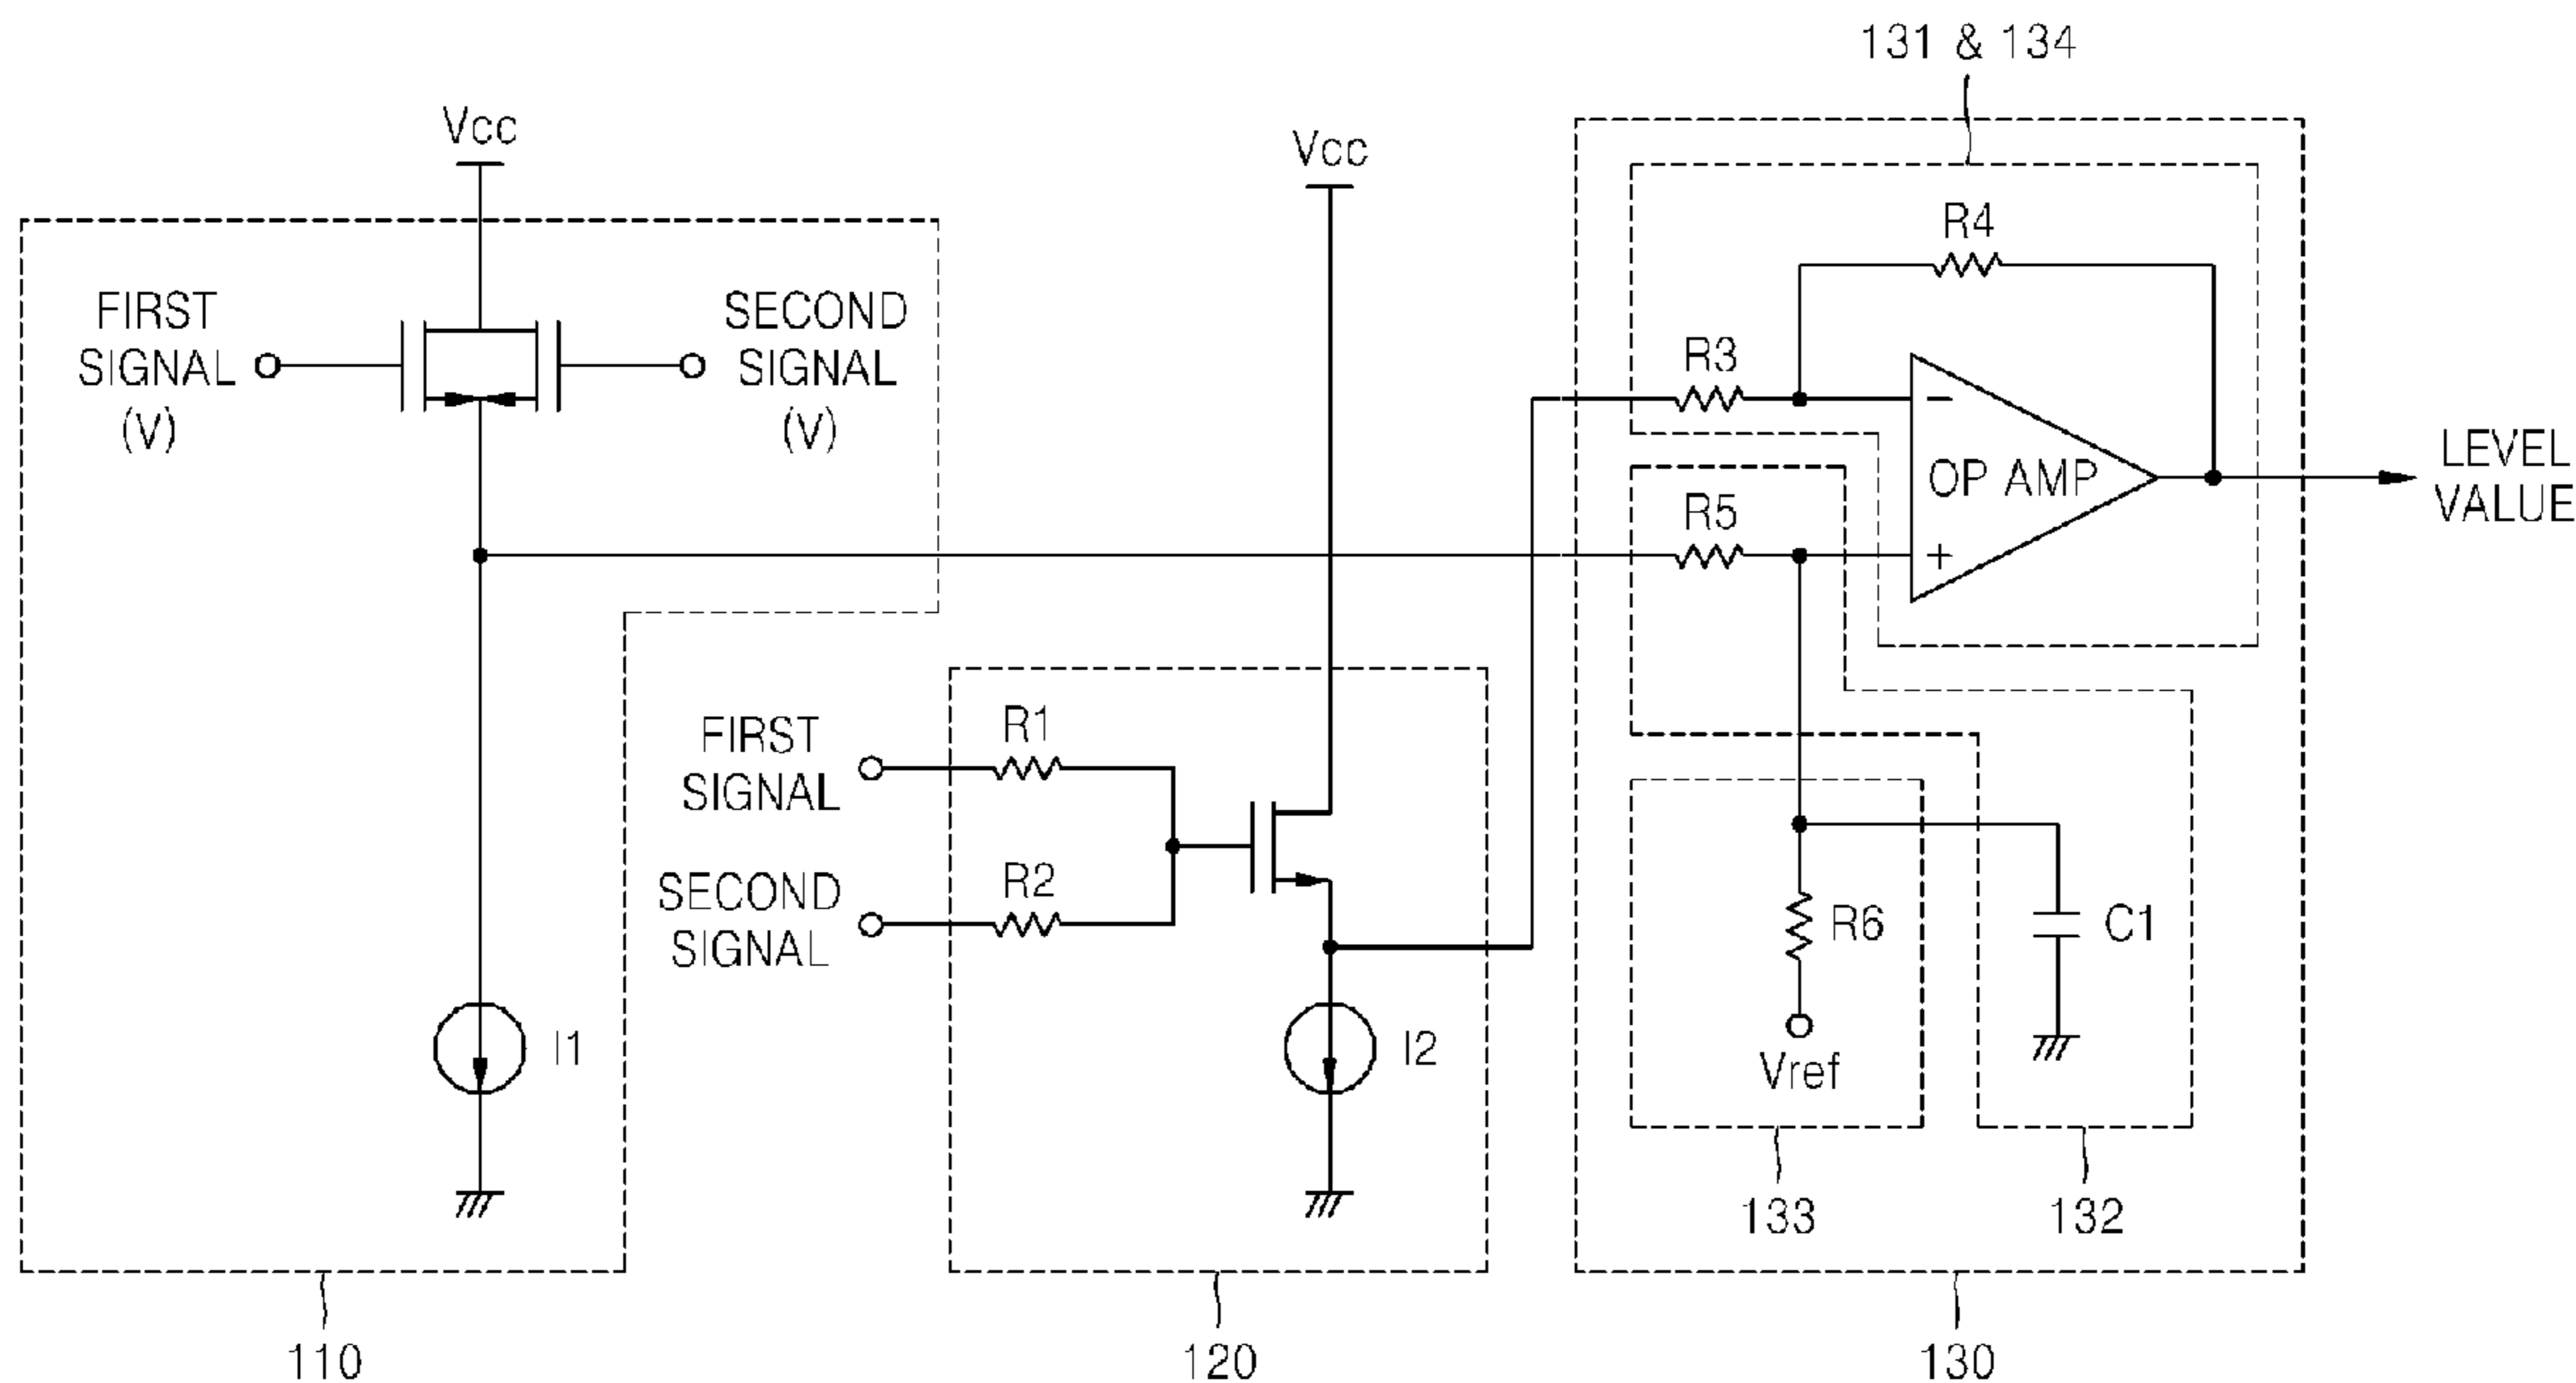 131 & 134
Vcc
Vcc
R4
FIRST
SIGNAL
(V)
SECOND
SIGNAL
(V)
R3
−
OP AMP
LEVEL
VALUE
R5
+
FIRST
SIGNAL
R1
SECOND
SIGNAL
R2
R6
C1
I1
I2
Vref
133
132
110
120
130